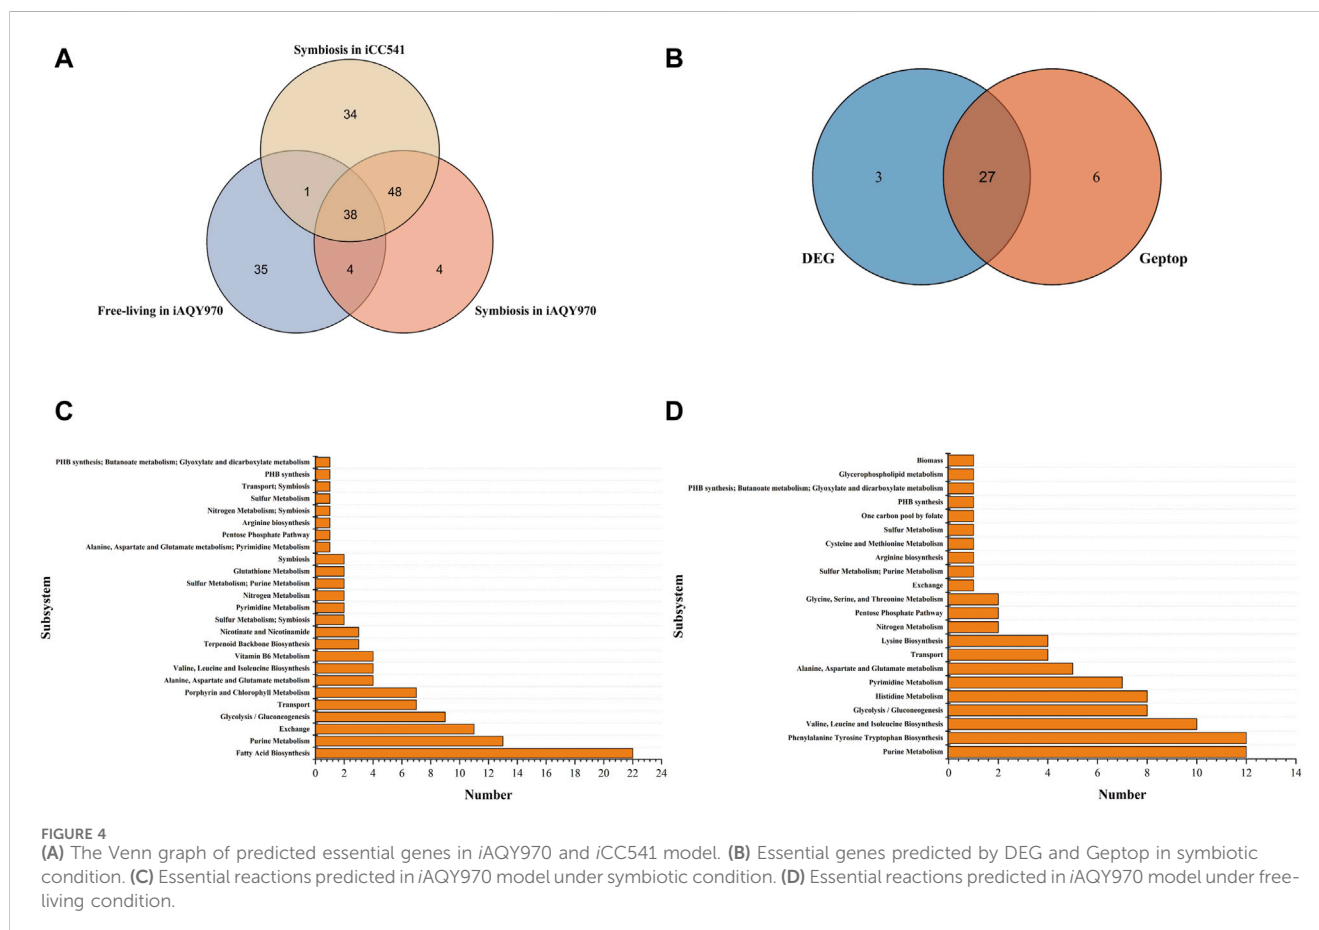 A
Symbiosis in iCC541
34
1
48
38
35
4
4
Free-living in iAQY970
Symbiosis in iAQY970
B
3
27
6
DEG
Geptop
C
Subsystem
PHB synthesis; Butanoate metabolism; Glyoxylate and dicarboxylate metabolism
PHB synthesis
Transport; Symbiosis
Sulfur Metabolism
Nitrogen Metabolism; Symbiosis
Arginine biosynthesis
Pentose Phosphate Pathway
Alanine, Aspartate and Glutamate metabolism; Pyrimidine Metabolism
Symbiosis
Glutathione Metabolism
Sulfur Metabolism; Purine Metabolism
Nitrogen Metabolism
Pyrimidine Metabolism
Sulfur Metabolism; Symbiosis
Nicotinate and Nicotinamide
Terpenoid Backbone Biosynthesis
Vitamin B6 Metabolism
Valine, Leucine and Isoleucine Biosynthesis
Alanine, Aspartate and Glutamate metabolism
Porphyrin and Chlorophyll Metabolism
Transport
Glycolysis / Gluconeogenesis
Exchange
Purine Metabolism
Fatty Acid Biosynthesis
0 2 4 6 8 10 12 14 16 18 20 22 24
Number
D
Subsystem
Biomass
Glycerophospholipid metabolism
PHB synthesis; Butanoate metabolism; Glyoxylate and dicarboxylate metabolism
PHB synthesis
One carbon pool by folate
Sulfur Metabolism
Cysteine and Methionine Metabolism
Arginine biosynthesis
Sulfur Metabolism; Purine Metabolism
Exchange
Glycine, Serine, and Threonine Metabolism
Pentose Phosphate Pathway
Nitrogen Metabolism
Lysine Biosynthesis
Transport
Alanine, Aspartate and Glutamate metabolism
Pyrimidine Metabolism
Histidine Metabolism
Glycolysis / Gluconeogenesis
Valine, Leucine and Isoleucine Biosynthesis
Phenylalanine Tyrosine Tryptophan Biosynthesis
Purine Metabolism
0 2 4 6 8 10 12 14
Number
FIGURE 4
(A) The Venn graph of predicted essential genes in iAQY970 and iCC541 model. (B) Essential genes predicted by DEG and Geptop in symbiotic
condition. (C) Essential reactions predicted in iAQY970 model under symbiotic condition. (D) Essential reactions predicted in iAQY970 model under free-
living condition.